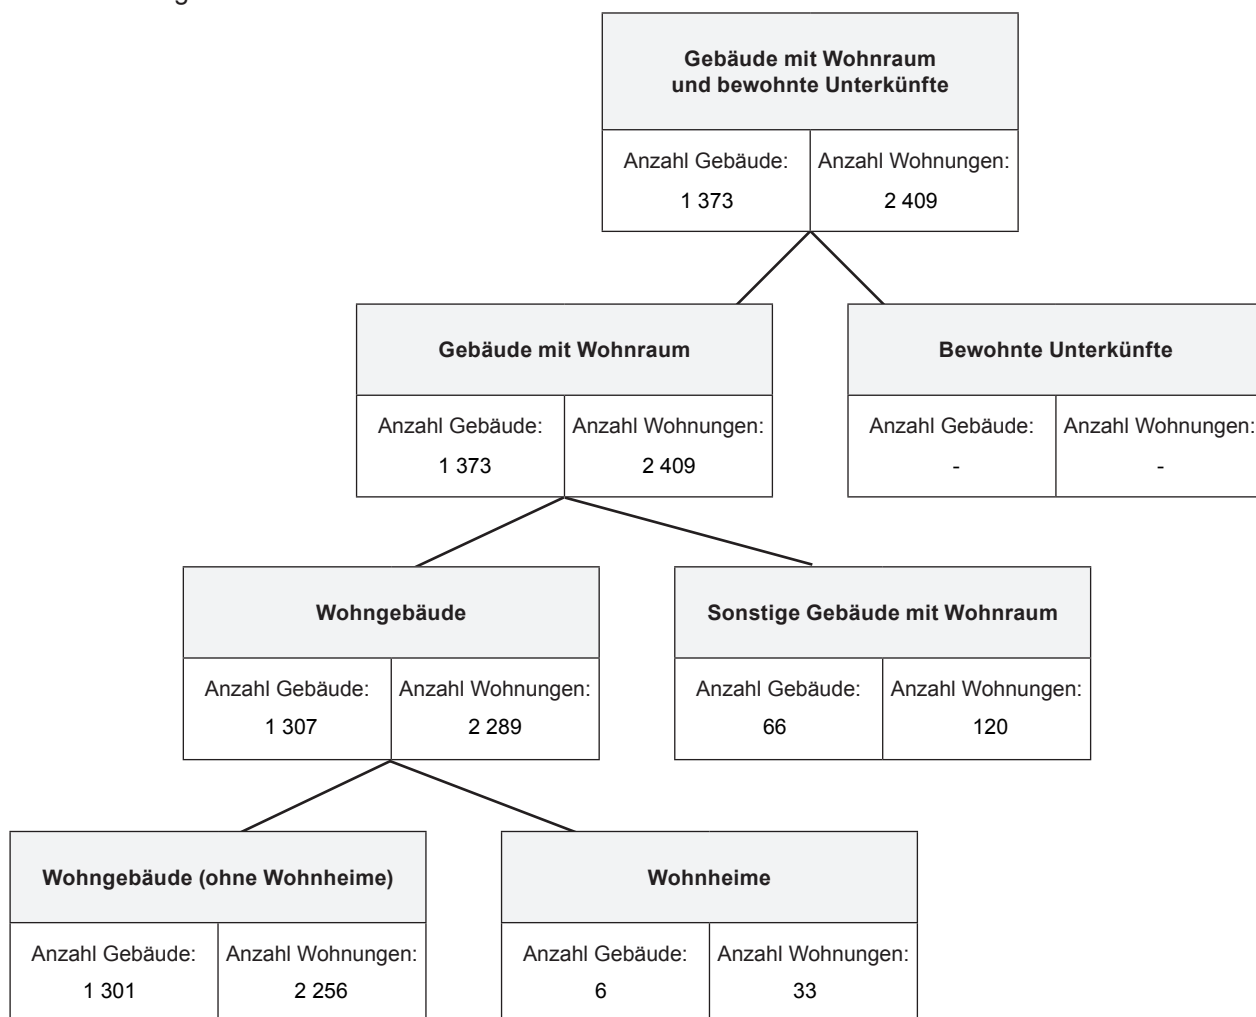 Gebäude mit Wohnraum
und bewohnte Unterkünfte
Anzahl Gebäude: Anzahl Wohnungen:
1 373 2 409
Gebäude mit Wohnraum
Anzahl Gebäude: Anzahl Wohnungen:
1 373 2 409
Bewohnte Unterkünfte
Anzahl Gebäude: Anzahl Wohnungen:
- -
Wohngebäude
Anzahl Gebäude: Anzahl Wohnungen:
1 307 2 289
Sonstige Gebäude mit Wohnraum
Anzahl Gebäude: Anzahl Wohnungen:
66 120
Wohngebäude (ohne Wohnheime)
Anzahl Gebäude: Anzahl Wohnungen:
1 301 2 256
Wohnheime
Anzahl Gebäude: Anzahl Wohnungen:
6 33